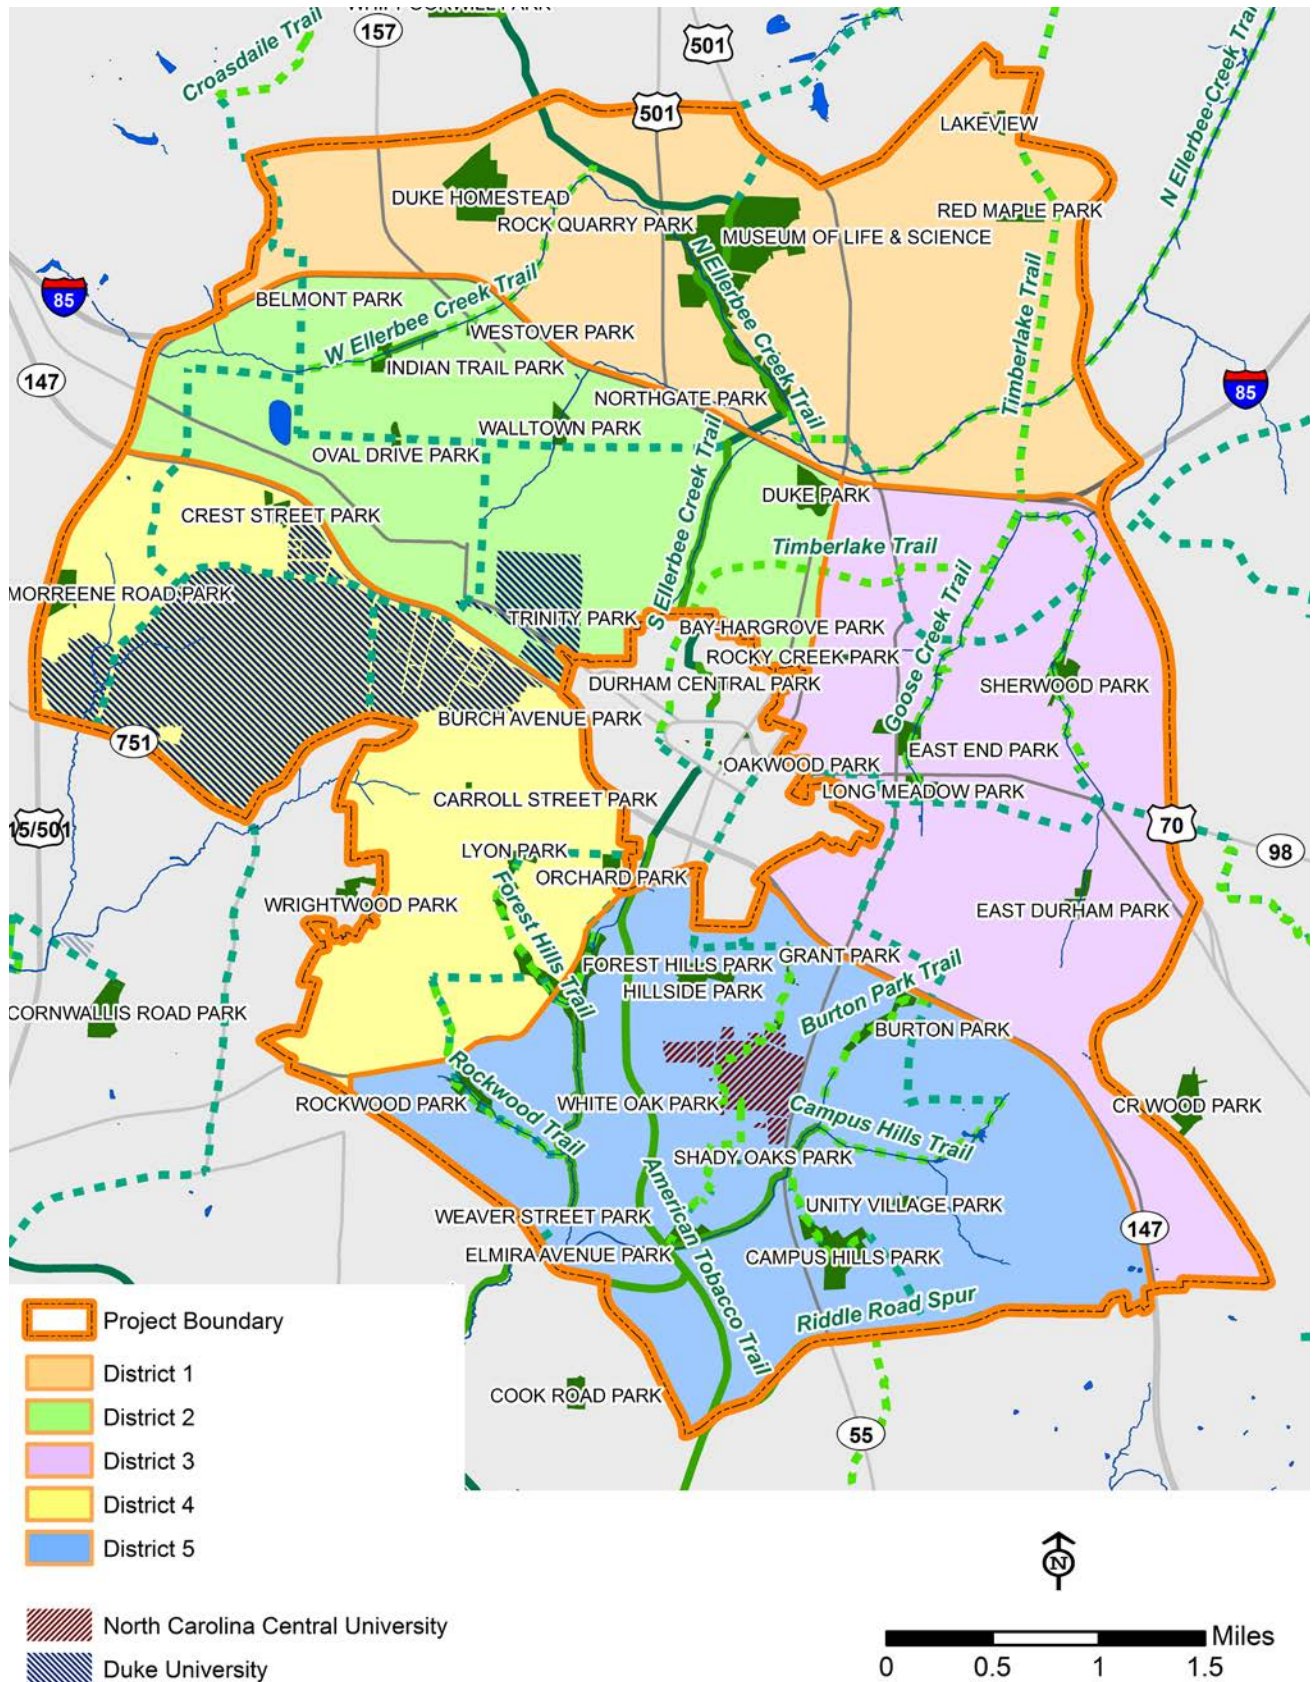 WHIPPOORWILL PARK
Croasdaile Trail
157
501
N Ellerbee Creek Trail
501
LAKEVIEW
DUKE HOMESTEAD
RED MAPLE PARK
ROCK QUARRY PARK
MUSEUM OF LIFE & SCIENCE
85
BELMONT PARK
W Ellerbee Creek Trail
N Ellerbee Creek Trail
Timberlake Trail
WESTOVER PARK
INDIAN TRAIL PARK
147
85
NORTHGATE PARK
WALLTOWN PARK
OVAL DRIVE PARK
S Ellerbee Creek Trail
DUKE PARK
CREST STREET PARK
Timberlake Trail
MORREENE ROAD PARK
TRINITY PARK
BAY-HARGROVE PARK
Goose Creek Trail
ROCKY CREEK PARK
DURHAM CENTRAL PARK
SHERWOOD PARK
BURCH AVENUE PARK
751
EAST END PARK
OAKWOOD PARK
LONG MEADOW PARK
CARROLL STREET PARK
15/501
70
98
LYON PARK
ORCHARD PARK
WRIGHTWOOD PARK
EAST DURHAM PARK
Forest Hills Trail
GRANT PARK
FOREST HILLS PARK
HILLSIDE PARK
Burton Park Trail
CORNWALLIS ROAD PARK
BURTON PARK
ROCKWOOD PARK
Rockwood Trail
WHITE OAK PARK
CR WOOD PARK
Campus Hills Trail
SHADY OAKS PARK
UNITY VILLAGE PARK
WEAVER STREET PARK
147
ELMIRA AVENUE PARK
American Tobacco Trail
CAMPUS HILLS PARK
Riddle Road Spur
COOK ROAD PARK
55
Project Boundary
District 1
District 2
District 3
District 4
District 5
North Carolina Central University
Duke University
N
Miles
0 0.5 1 1.5